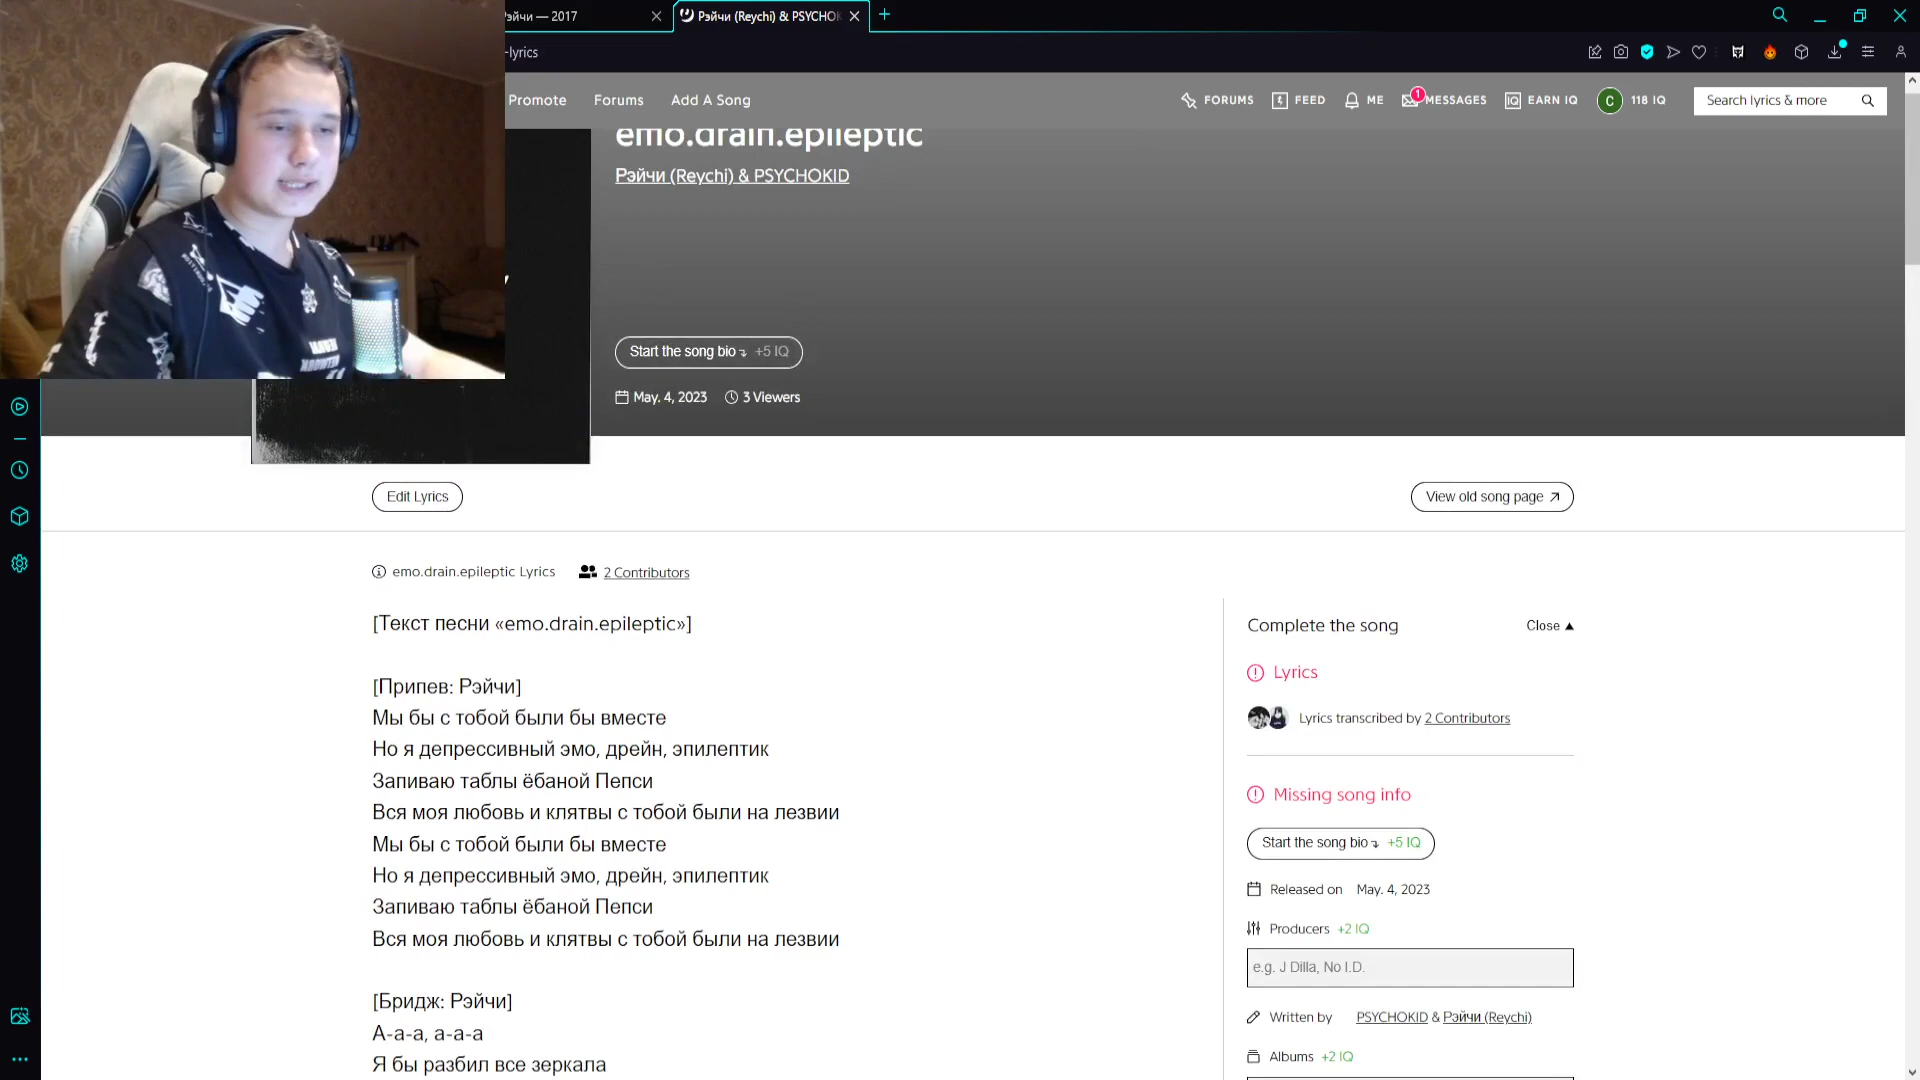 эйчи — 2017
Рэйчи (Reychi) & PSYCHOK
-lyrics
Promote
Forums
Add A Song
FORUMS
FEED
ME
1
MESSAGES
EARN IQ
C
118 IQ
Search lyrics & more
emo.drain.epileptic
Рэйчи (Reychi) & PSYCHOKID
Start the song bio +5 IQ
May. 4, 2023
3 Viewers
Edit Lyrics
View old song page
emo.drain.epileptic Lyrics
2 Contributors
[Текст песни «emo.drain.epileptic»]
[Припев: Рэйчи]
Мы бы с тобой были бы вместе
Но я депрессивный эмо, дрейн, эпилептик
Запиваю таблы ёбаной Пепси
Вся моя любовь и клятвы с тобой были на лезвии
Мы бы с тобой были бы вместе
Но я депрессивный эмо, дрейн, эпилептик
Запиваю таблы ёбаной Пепси
Вся моя любовь и клятвы с тобой были на лезвии
[Бридж: Рэйчи]
А-а-а, а-а-а
Я бы разбил все зеркала
Complete the song
Close
Lyrics
Lyrics transcribed by 2 Contributors
Missing song info
Start the song bio +5 IQ
Released on May. 4, 2023
Producers +2 IQ
e.g. J Dilla, No I.D.
Written by PSYCHOKID & Рэйчи (Reychi)
Albums +2 IQ